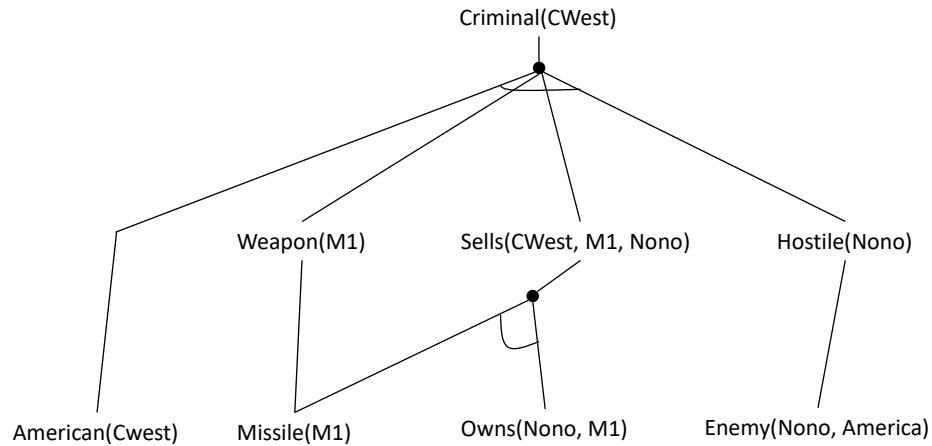 Criminal(CWest)
Weapon(M1)
Sells(CWest, M1, Nono)
Hostile(Nono)
American(Cwest)
Missile(M1)
Owns(Nono, M1)
Enemy(Nono, America)